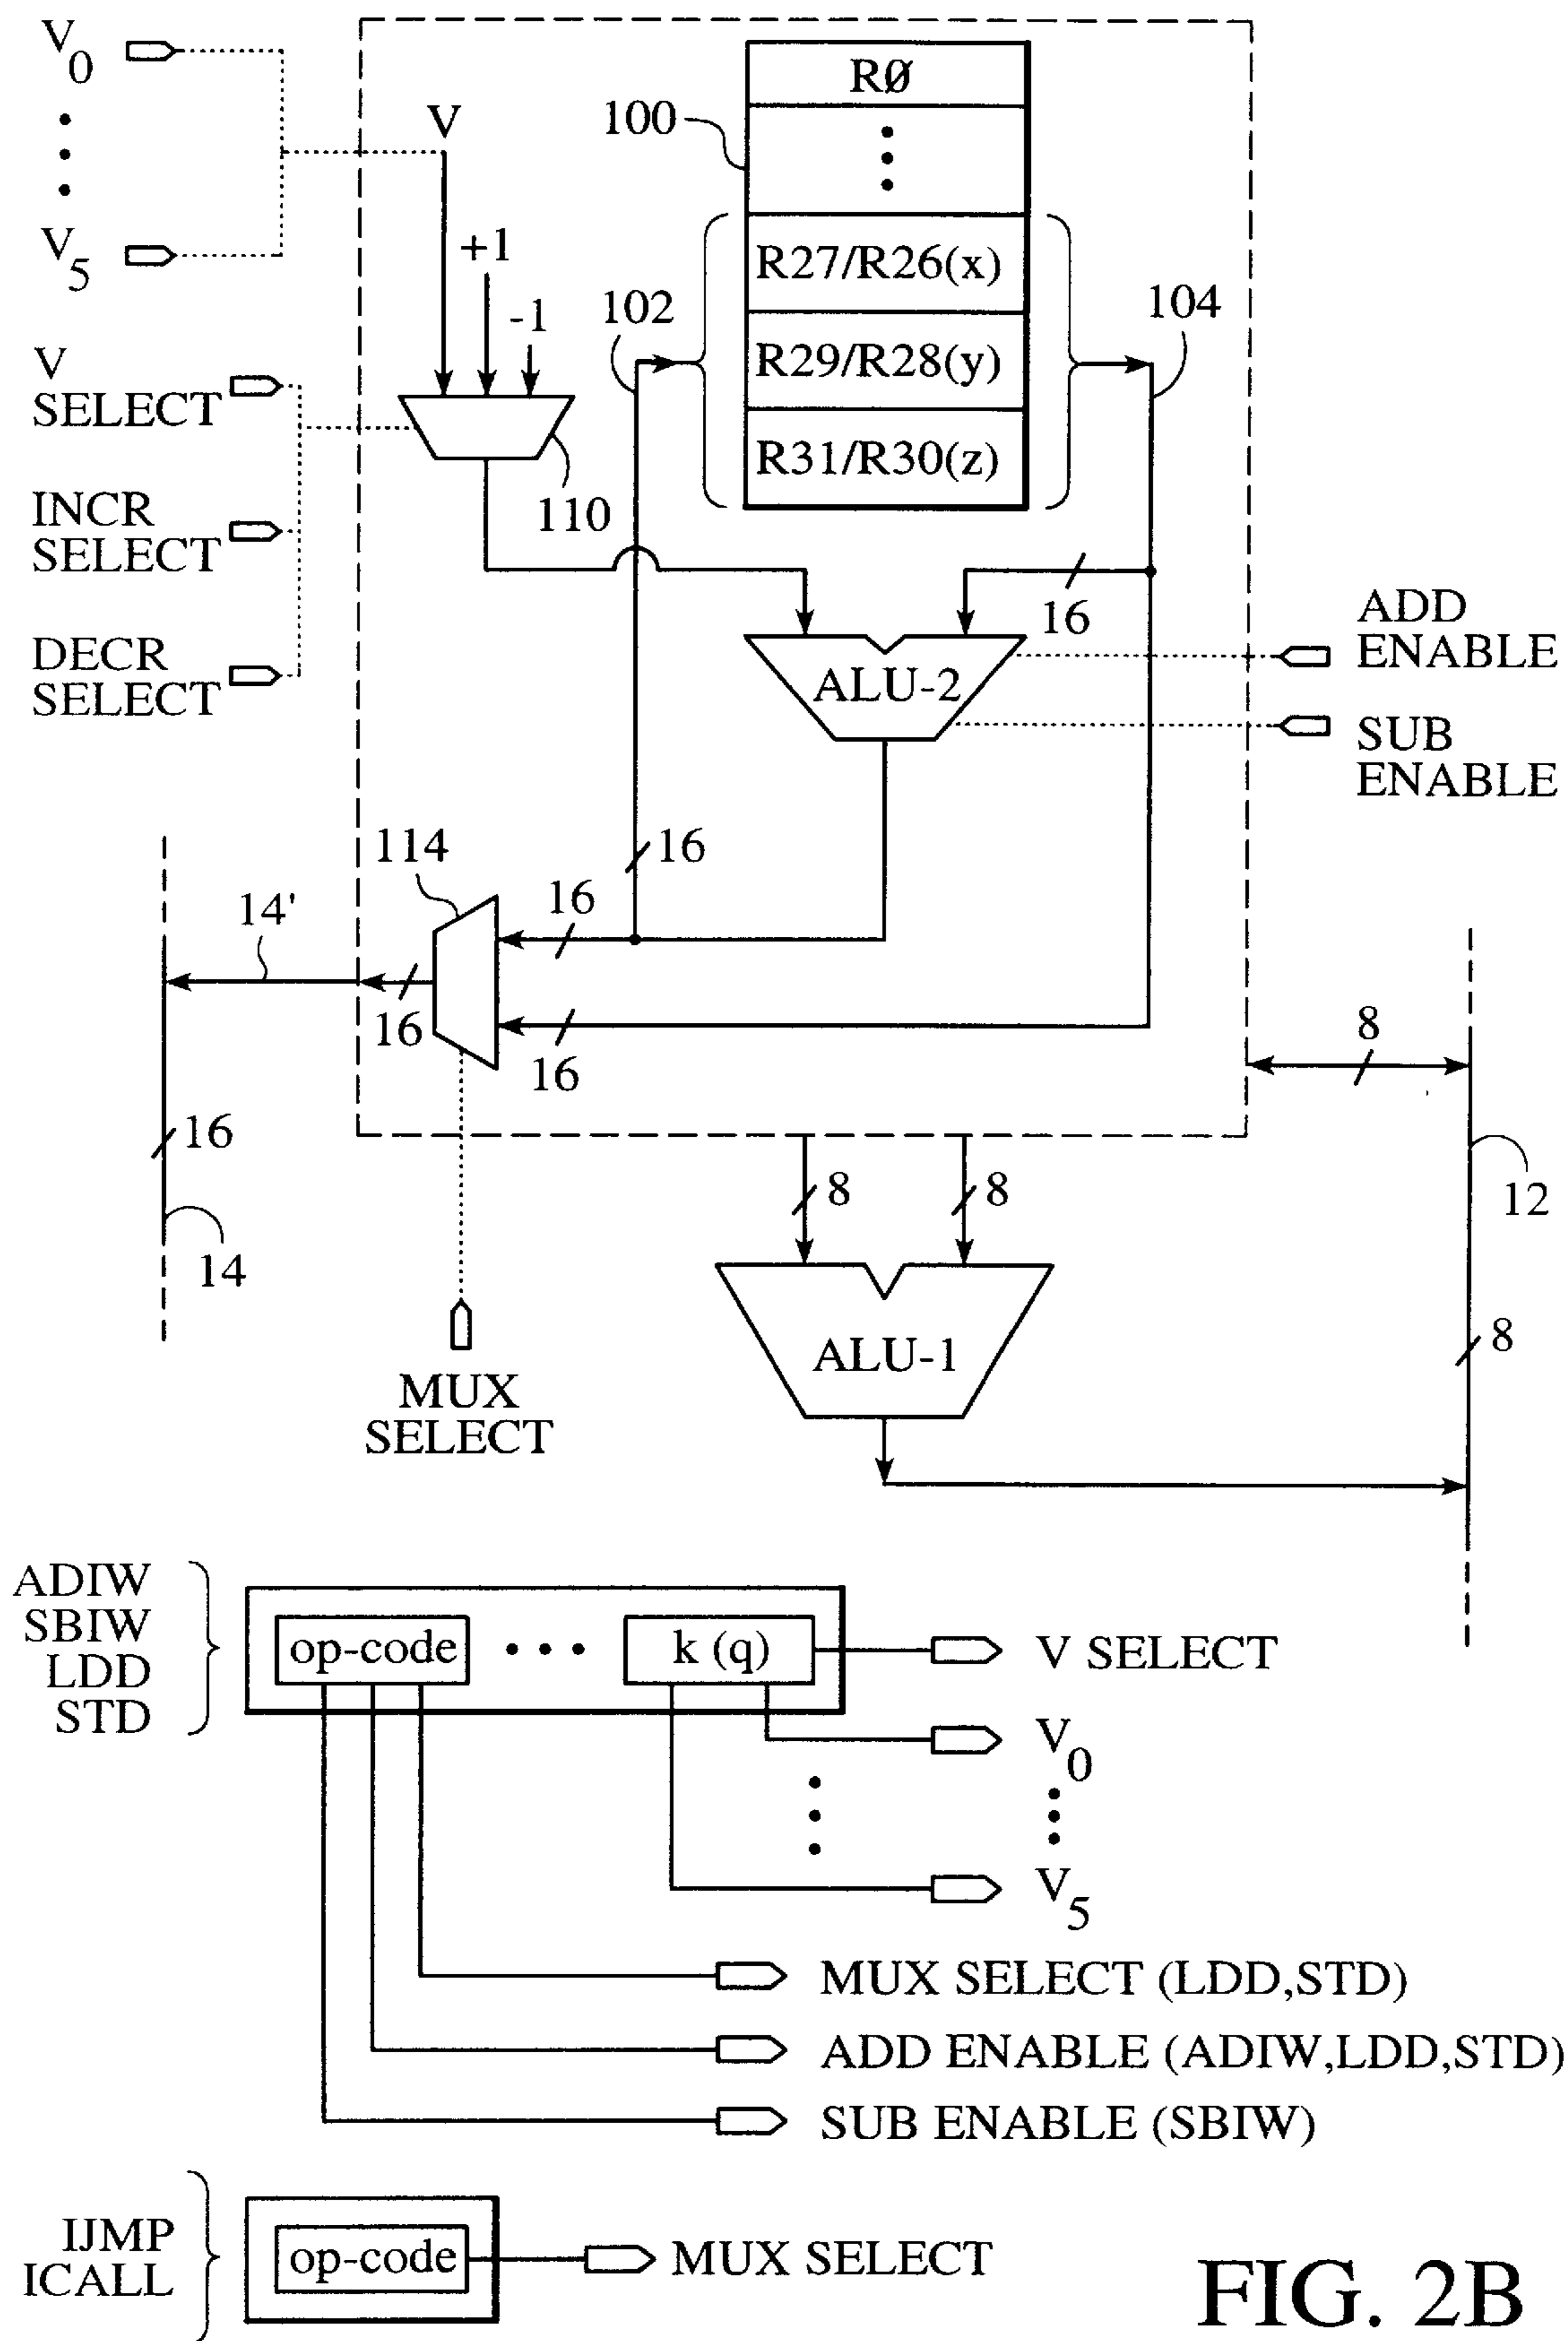 V0
V5
V
+1
-1
V
SELECT
INCR
SELECT
DECR
SELECT
110
102
100
RØ
R27/R26(x)
R29/R28(y)
R31/R30(z)
104
16
ALU-2
ADD
ENABLE
SUB
ENABLE
114
16
16
14'
16
16
16
14
8
12
8
8
8
ALU-1
MUX
SELECT
ADIW
SBIW
LDD
STD
op-code
k (q)
V SELECT
V0
V5
MUX SELECT (LDD,STD)
ADD ENABLE (ADIW,LDD,STD)
SUB ENABLE (SBIW)
IJMP
ICALL
op-code
MUX SELECT
FIG. 2B